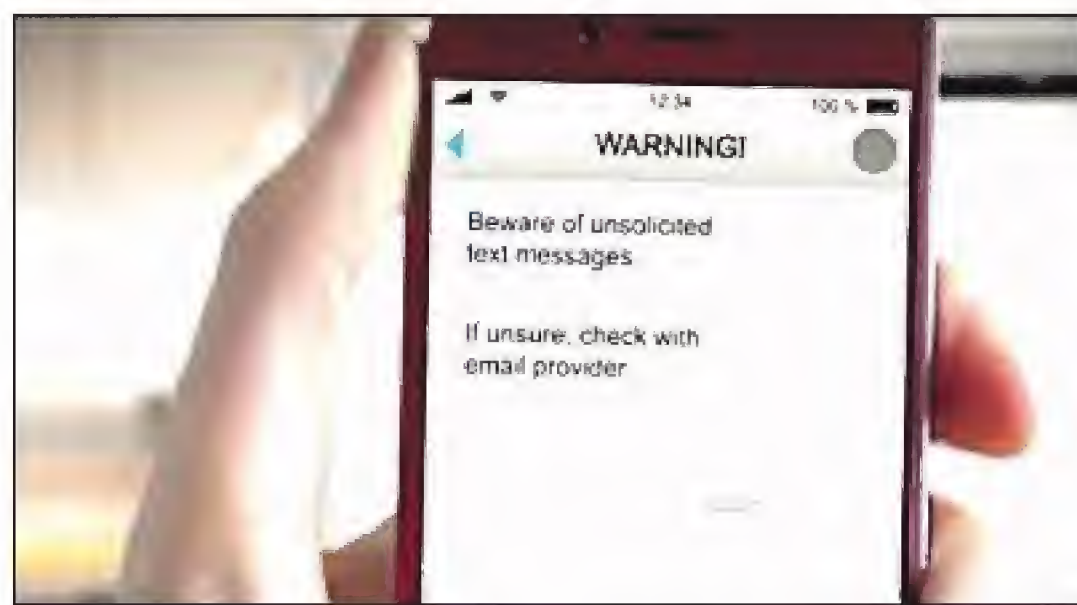 12:34
100 %
WARNING!
Beware of unsolicited
text messages
If unsure, check with
email provider